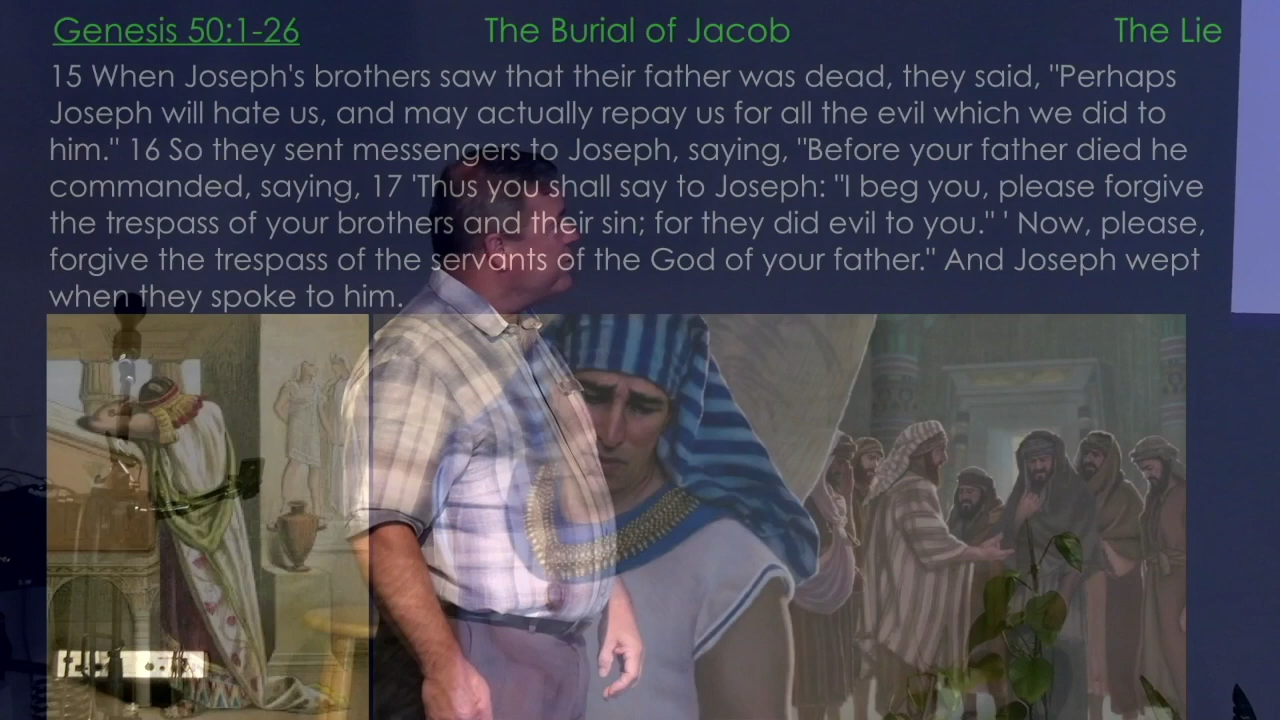 Genesis 50:1-26 The Burial of Jacob The Lie
15 When Joseph's brothers saw that their father was dead, they said, "Perhaps
Joseph will hate us, and may actually repay us for all the evil which we did to
him." 16 So they sent messengers to Joseph, saying, "Before your father died he
commanded, saying, 17 'Thus you shall say to Joseph: "I beg you, please forgive
the trespass of your brothers and their sin; for they did evil to you." ' Now, please,
forgive the trespass of the servants of the God of your father." And Joseph wept
when they spoke to him.